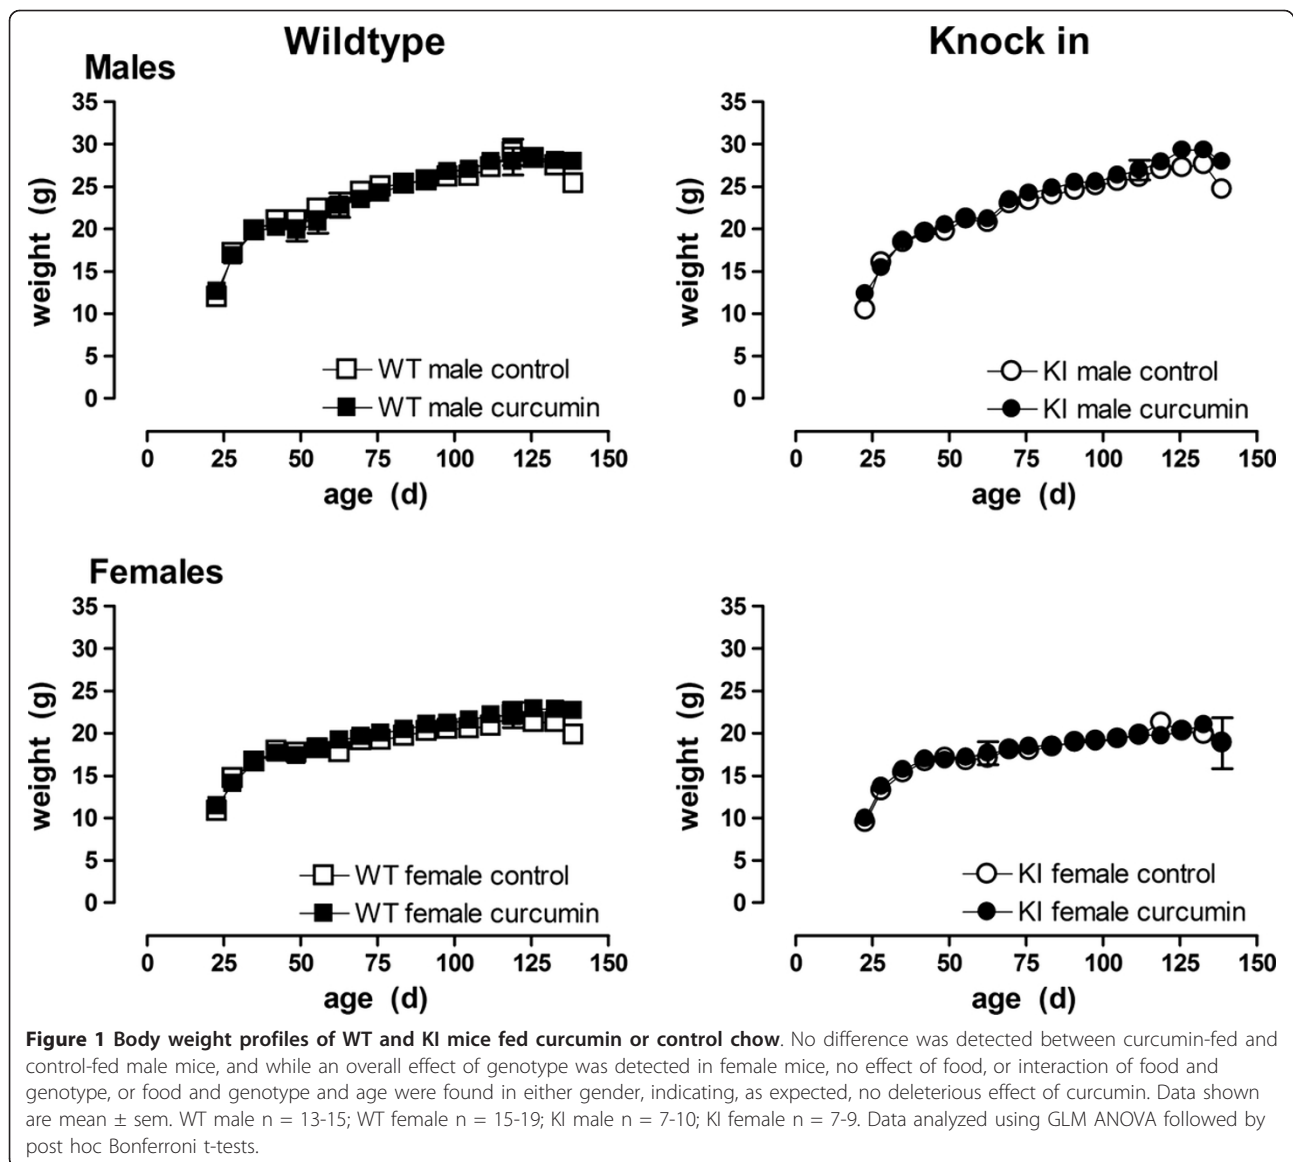 Wildtype
Knock in
Males
35
30
25
20
15
10
5
0
weight (g)
WT male control
WT male curcumin
0 25 50 75 100 125 150
age (d)
35
30
25
20
15
10
5
0
weight (g)
KI male control
KI male curcumin
0 25 50 75 100 125 150
age (d)
Females
35
30
25
20
15
10
5
0
weight (g)
WT female control
WT female curcumin
0 25 50 75 100 125 150
age (d)
35
30
25
20
15
10
5
0
weight (g)
KI female control
KI female curcumin
0 25 50 75 100 125 150
age (d)
Figure 1 Body weight profiles of WT and KI mice fed curcumin or control chow. No difference was detected between curcumin-fed and
control-fed male mice, and while an overall effect of genotype was detected in female mice, no effect of food, or interaction of food and
genotype, or food and genotype and age were found in either gender, indicating, as expected, no deleterious effect of curcumin. Data shown
are mean ± sem. WT male n = 13-15; WT female n = 15-19; KI male n = 7-10; KI female n = 7-9. Data analyzed using GLM ANOVA followed by
post hoc Bonferroni t-tests.